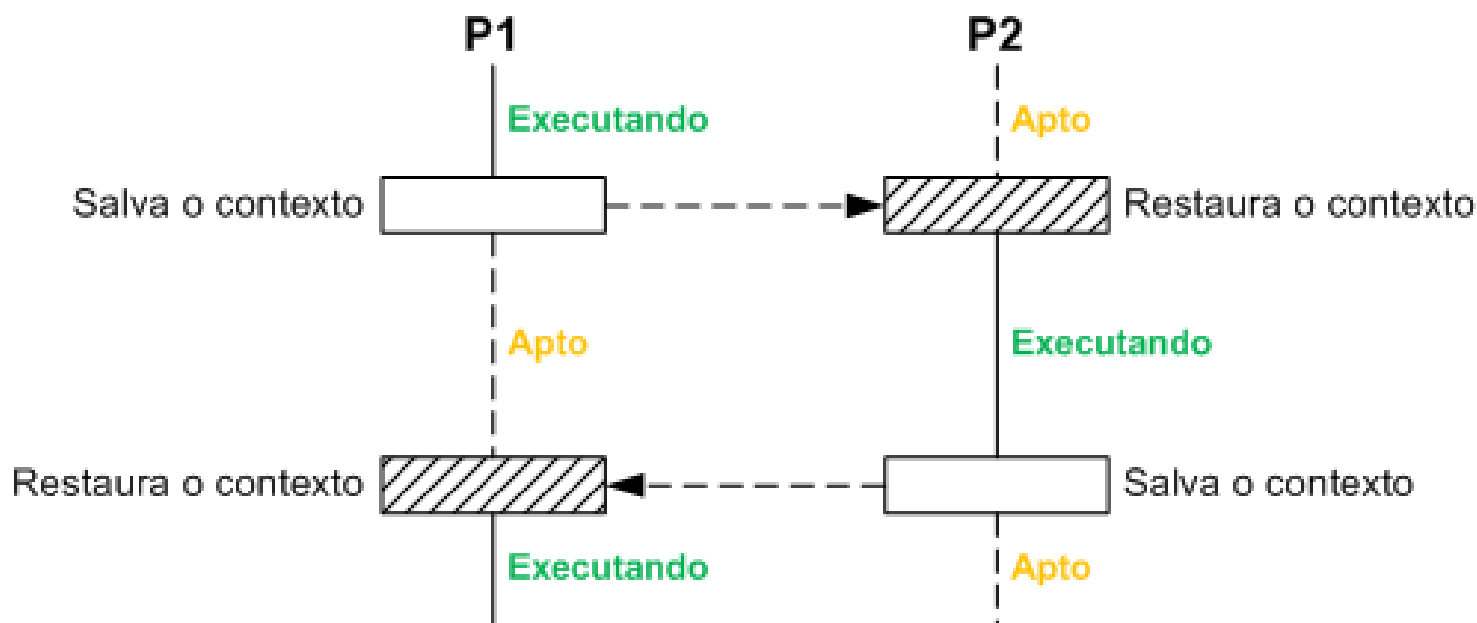 P1 P2
Executando Apto
Salva o contexto Restaura o contexto
Apto Executando
Restaura o contexto Salva o contexto
Executando Apto